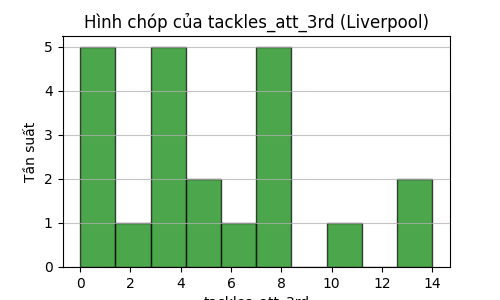 Hình chóp của tackles_att_3rd (Liverpool)
Tần suất
5
4
3
2
1
0
0 2 4 6 8 10 12 14
tackles_att_3rd